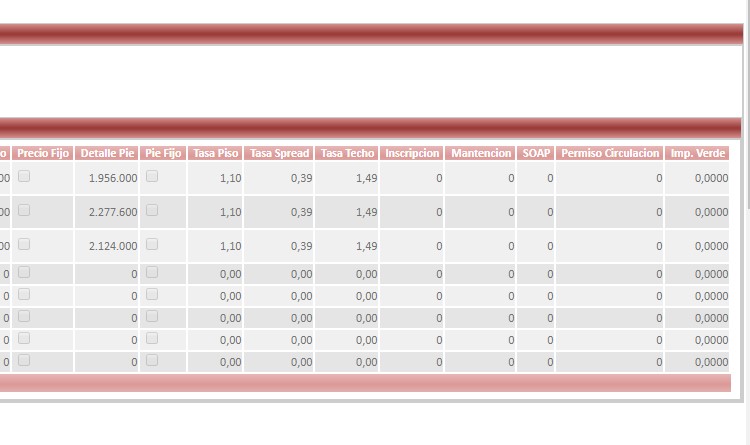 o Precio Fijo Detalle Pie Pie Fijo Tasa Piso Tasa Spread Tasa Techo Inscripcion Mantencion SOAP Permiso Circulacion Imp. Verde
00 1.956.000 1,10 0,39 1,49 0 0 0 0 0,0000
00 2.277.600 1,10 0,39 1,49 0 0 0 0 0,0000
00 2.124.000 1,10 0,39 1,49 0 0 0 0 0,0000
0 0 0,00 0,00 0,00 0 0 0 0 0,0000
0 0 0,00 0,00 0,00 0 0 0 0 0,0000
0 0 0,00 0,00 0,00 0 0 0 0 0,0000
0 0 0,00 0,00 0,00 0 0 0 0 0,0000
0 0 0,00 0,00 0,00 0 0 0 0 0,0000